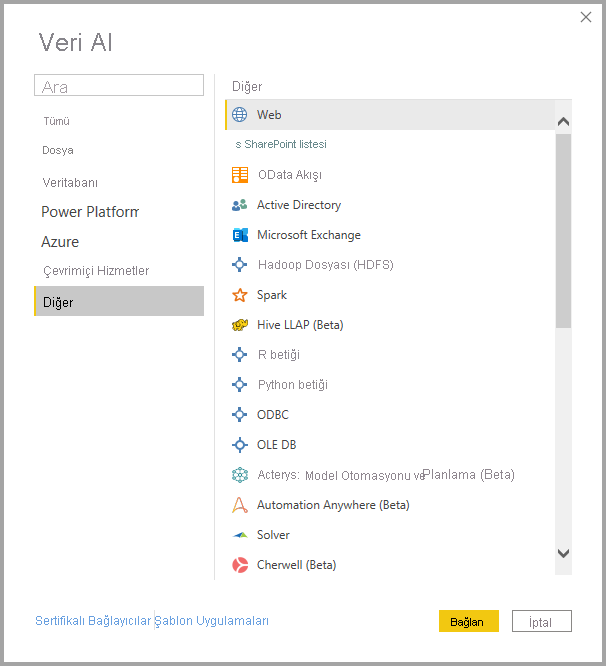 Veri Al
Ara
Tümü
Dosya
Veritabanı
Power Platform
Azure
Çevrimiçi Hizmetler
Diğer
Diğer
Web
s SharePoint listesi
OData Akışı
Active Directory
Microsoft Exchange
Hadoop Dosyası (HDFS)
Spark
Hive LLAP (Beta)
R betiği
Python betiği
ODBC
OLE DB
Acterys: Model Otomasyonu ve Planlama (Beta)
Automation Anywhere (Beta)
Solver
Cherwell (Beta)
Sertifikalı Bağlayıcılar Şablon Uygulamaları
Bağlan
İptal